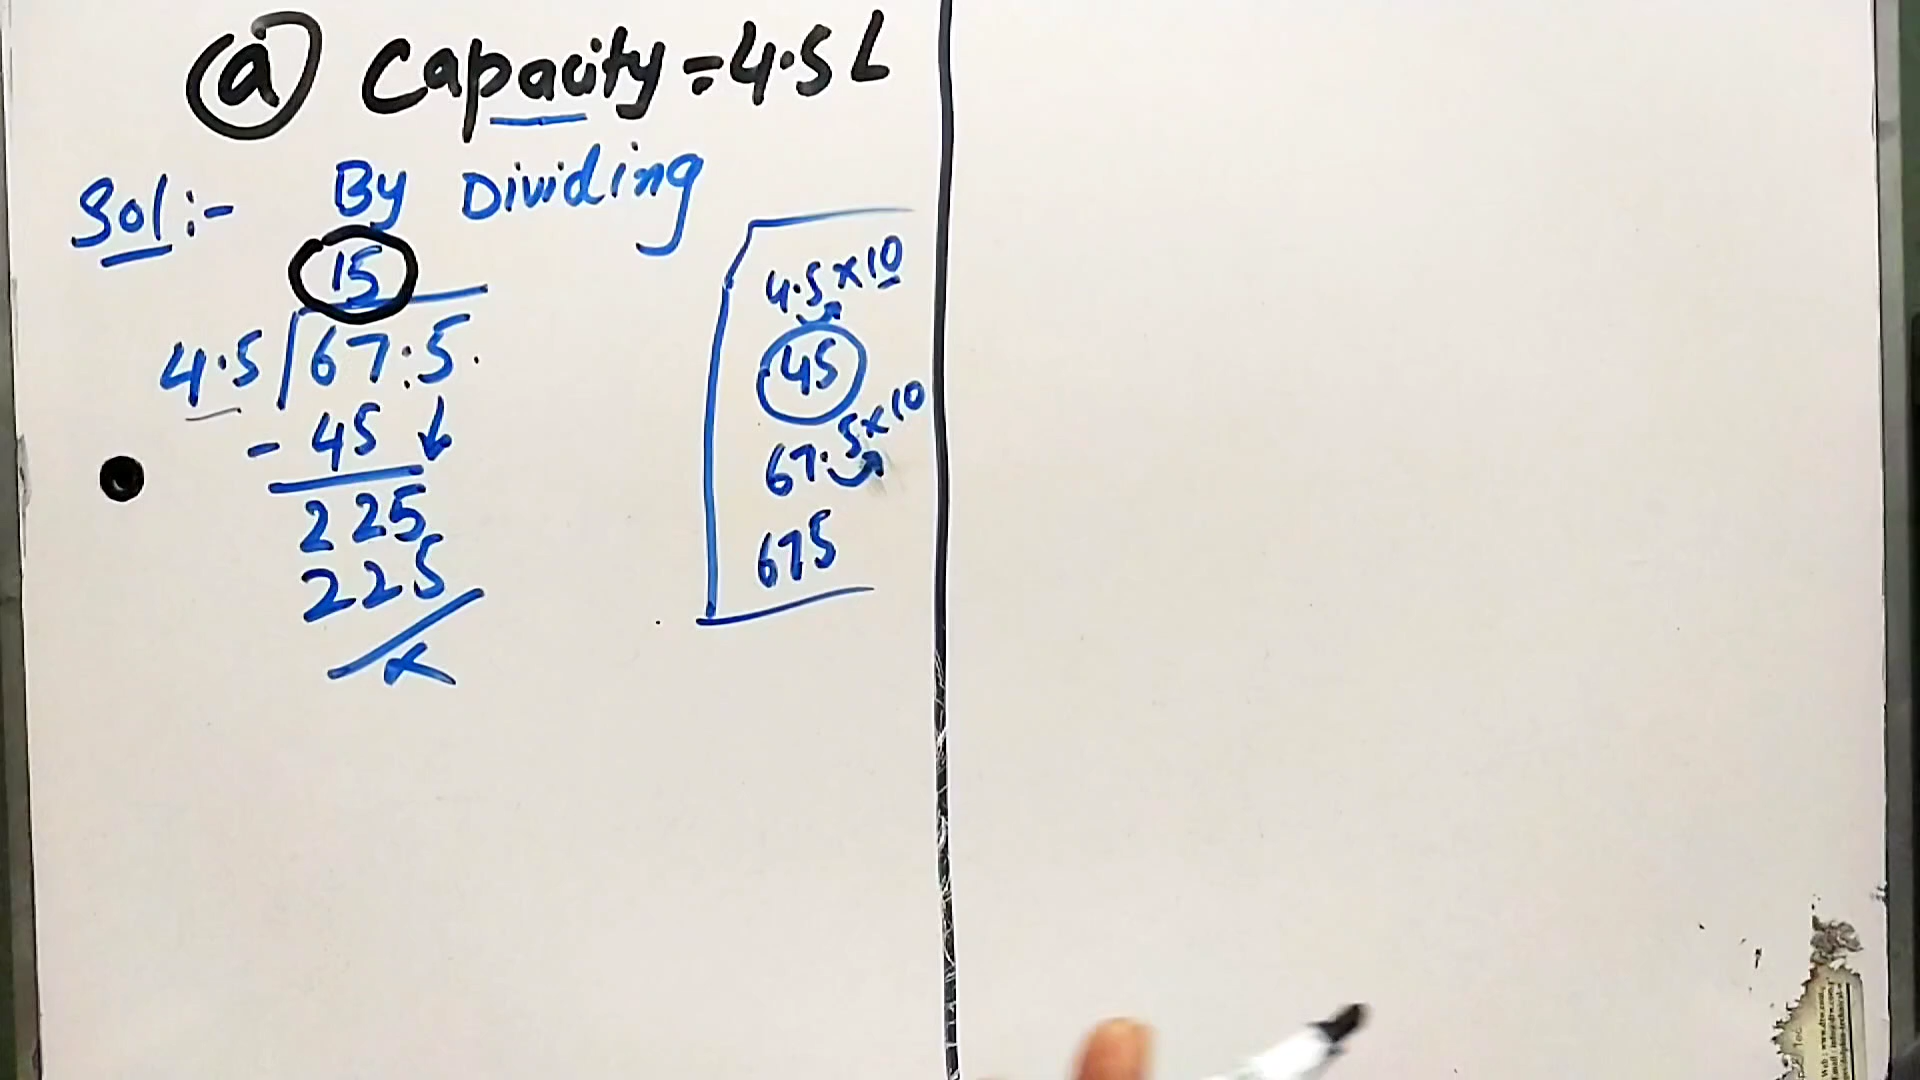 (a) Capacity = 4.5 L
Sol:- By Dividing
15
4.5 67.5.
- 45 ↓
225
225
x
4.5 x 10
45
67.5 x 10
675